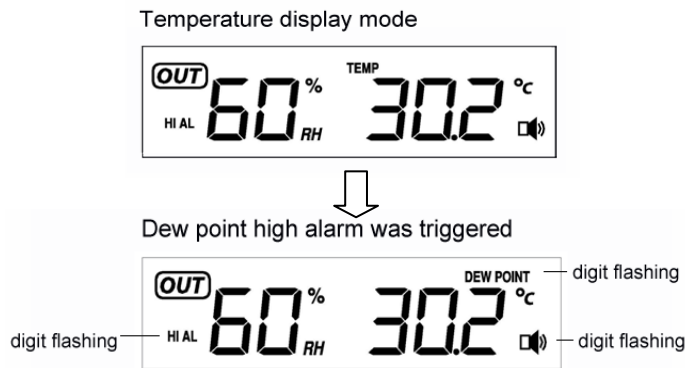 Temperature display mode
OUT 60 % RH HI AL TEMP 30.2 °C
Dew point high alarm was triggered
DEW POINT digit flashing
OUT 60 % RH 30.2 °C
digit flashing HI AL digit flashing